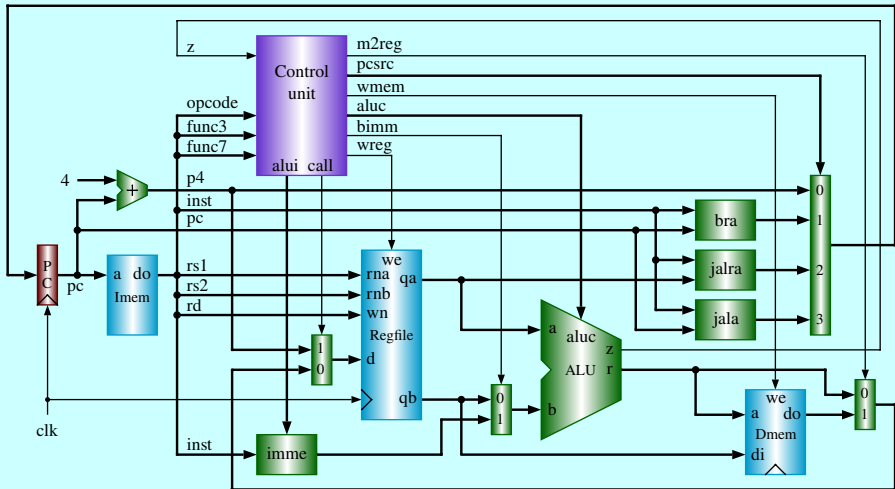 z
Control
unit
m2reg
pcsrc
wmem
aluc
bimm
wreg
opcode
func3
func7
alui call
4
+
p4
inst
pc
0
1
2
3
bra
jalra
jala
P
C
pc
a do
Imem
rs1
rs2
rd
we
rna
rnb
wn
qa
Regfile
d
qb
1
0
0
1
a
aluc
z
r
ALU
b
0
1
we
a do
Dmem
di
clk
inst
imme